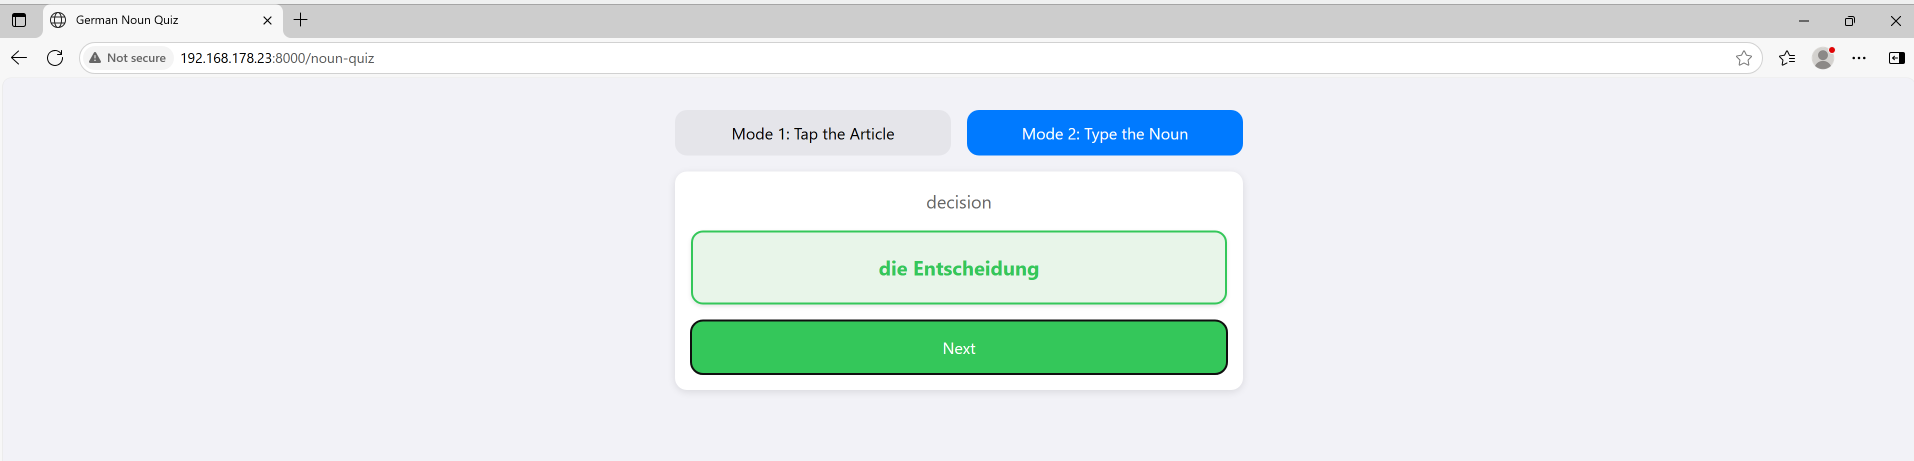 German Noun Quiz
Not secure 192.168.178.23:8000/noun-quiz
Mode 1: Tap the Article Mode 2: Type the Noun
decision
die Entscheidung
Next